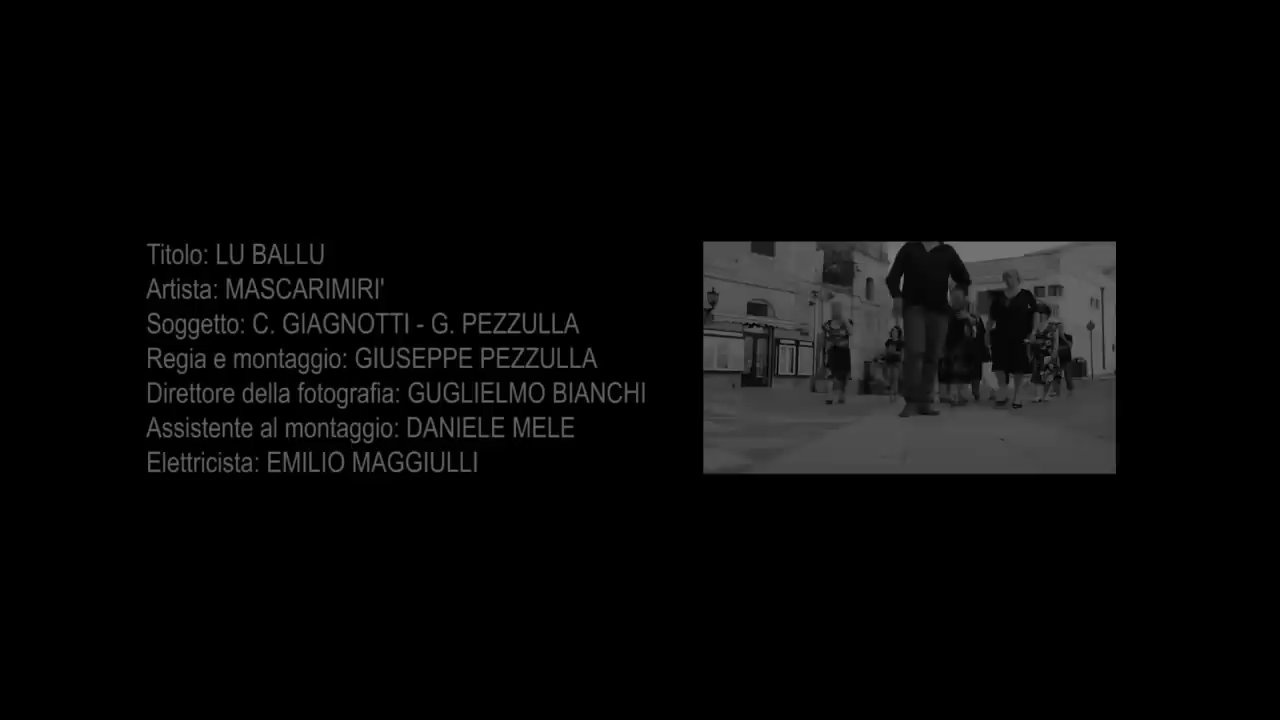 Titolo: LU BALLU
Artista: MASCARIMIRI'
Soggetto: C. GIAGNOTTI - G. PEZZULLA
Regia e montaggio: GIUSEPPE PEZZULLA
Direttore della fotografia: GUGLIELMO BIANCHI
Assistente al montaggio: DANIELE MELE
Elettricista: EMILIO MAGGIULLI